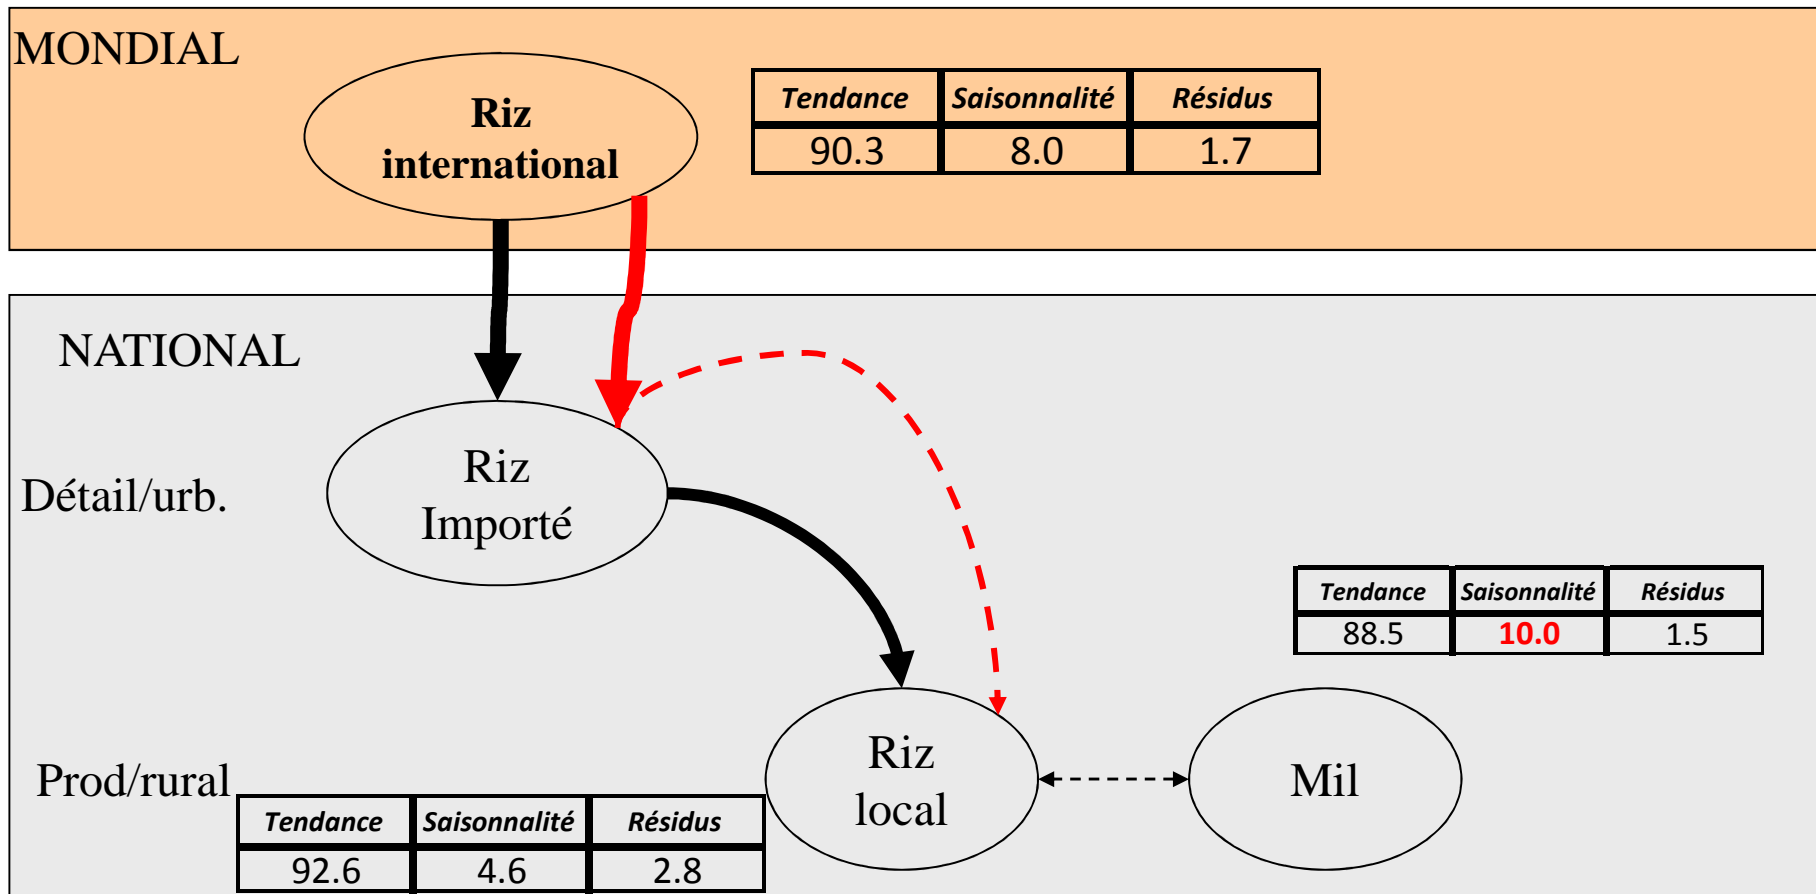 MONDIAL
Riz
international
Tendance Saisonnalité Résidus
90.3 8.0 1.7
NATIONAL
Détail/urb.
Riz
Importé
Tendance Saisonnalité Résidus
88.5 10.0 1.5
Prod/rural
Riz
local
Mil
Tendance Saisonnalité Résidus
92.6 4.6 2.8